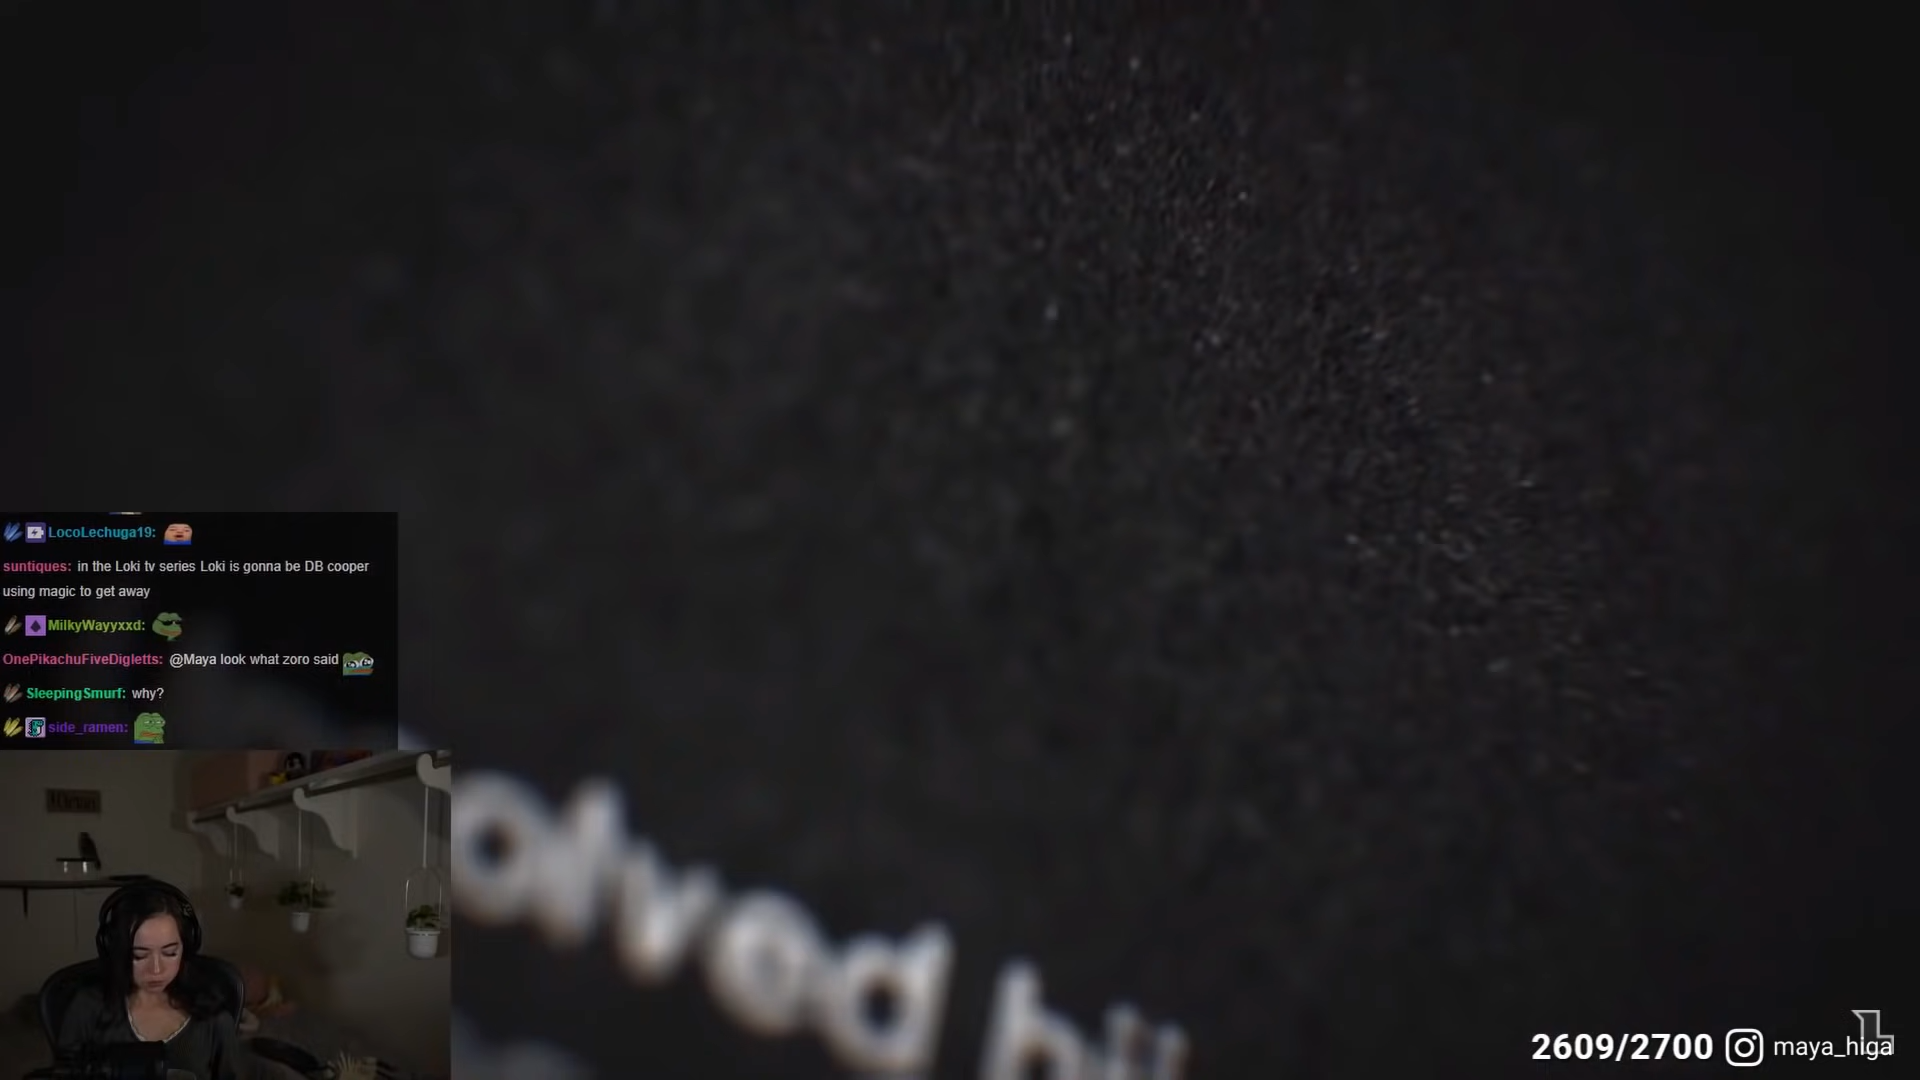 LocoLechuga19:
suntiques: in the Loki tv series Loki is gonna be DB cooper
using magic to get away
MilkyWayyxxd:
OnePikachuFiveDigletts: @Maya look what zoro said
SleepingSmurf: why?
side_ramen:
2609/2700 maya_higa